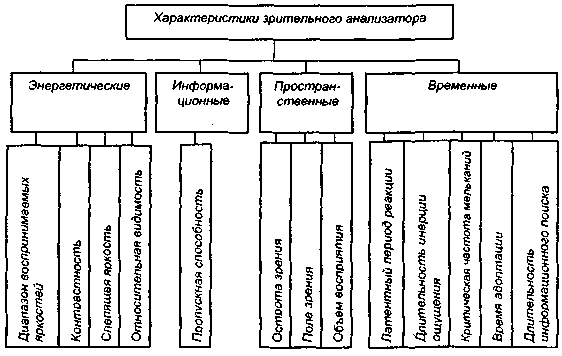 Характеристики зрительного анализатора
Энергетические
Информа-
ционные
Простран-
ственные
Временные
Диапазон воспринимаемых
яркостей
Контрастность
Слепящая яркость
Относительная видимость
Пропускная способность
Острота зрения
Поле зрения
Объем восприятия
Латентный период реакции
Длительность инерции
ощущения
Критическая частота мельканий
Время адоптации
Длительность
информационного поиска